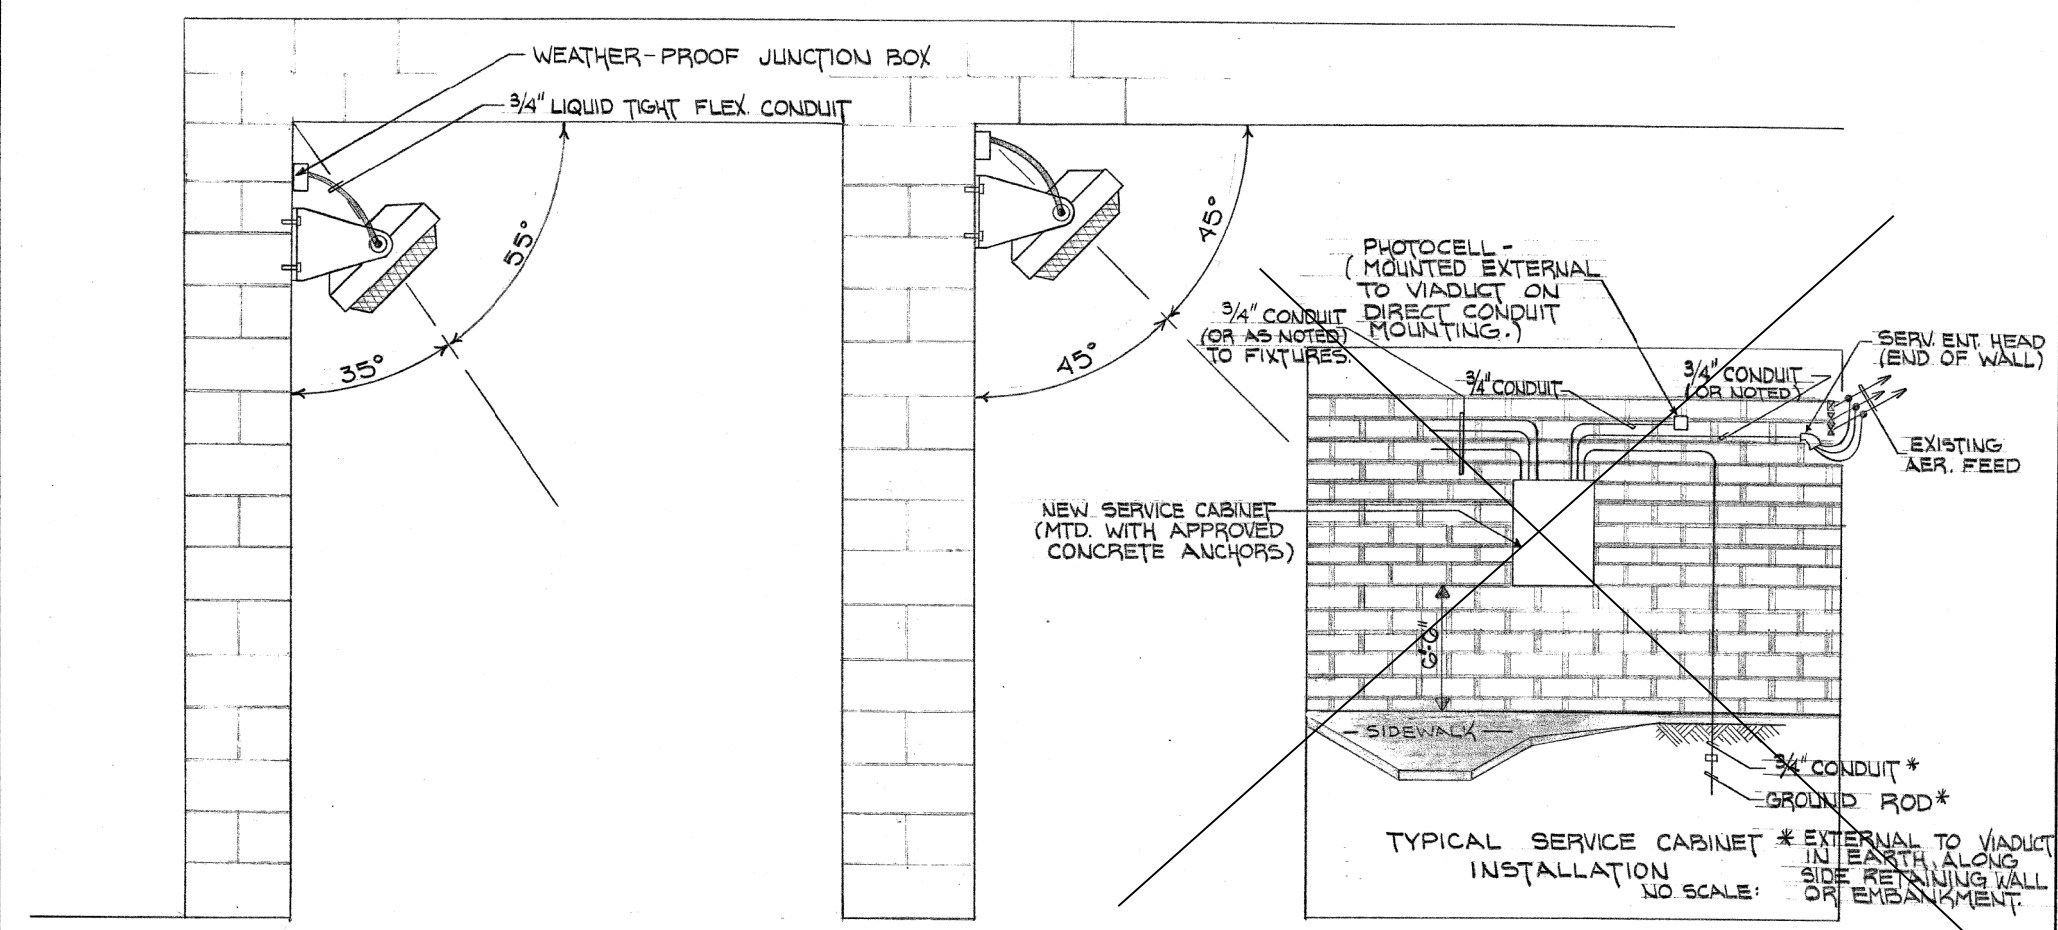 WEATHER-PROOF JUNCTION BOX
3/4" LIQUID TIGHT FLEX. CONDUIT
55°
35°
45°
45°
PHOTOCELL -
( MOUNTED EXTERNAL
TO VIADUCT ON
DIRECT CONDUIT
MOUNTING.)
3/4" CONDUIT
(OR AS NOTED)
TO FIXTURES.
3/4" CONDUIT
3/4" CONDUIT
(OR NOTED)
SERV. ENT. HEAD
(END OF WALL)
EXISTING
AER. FEED
NEW SERVICE CABINET
(MTD. WITH APPROVED
CONCRETE ANCHORS)
6'-6"
- SIDEWALK -
3/4" CONDUIT *
GROUND ROD *
TYPICAL SERVICE CABINET
INSTALLATION
NO SCALE:
* EXTERNAL TO VIADUCT
IN EARTH, ALONG
SIDE RETAINING WALL
OR EMBANKMENT.